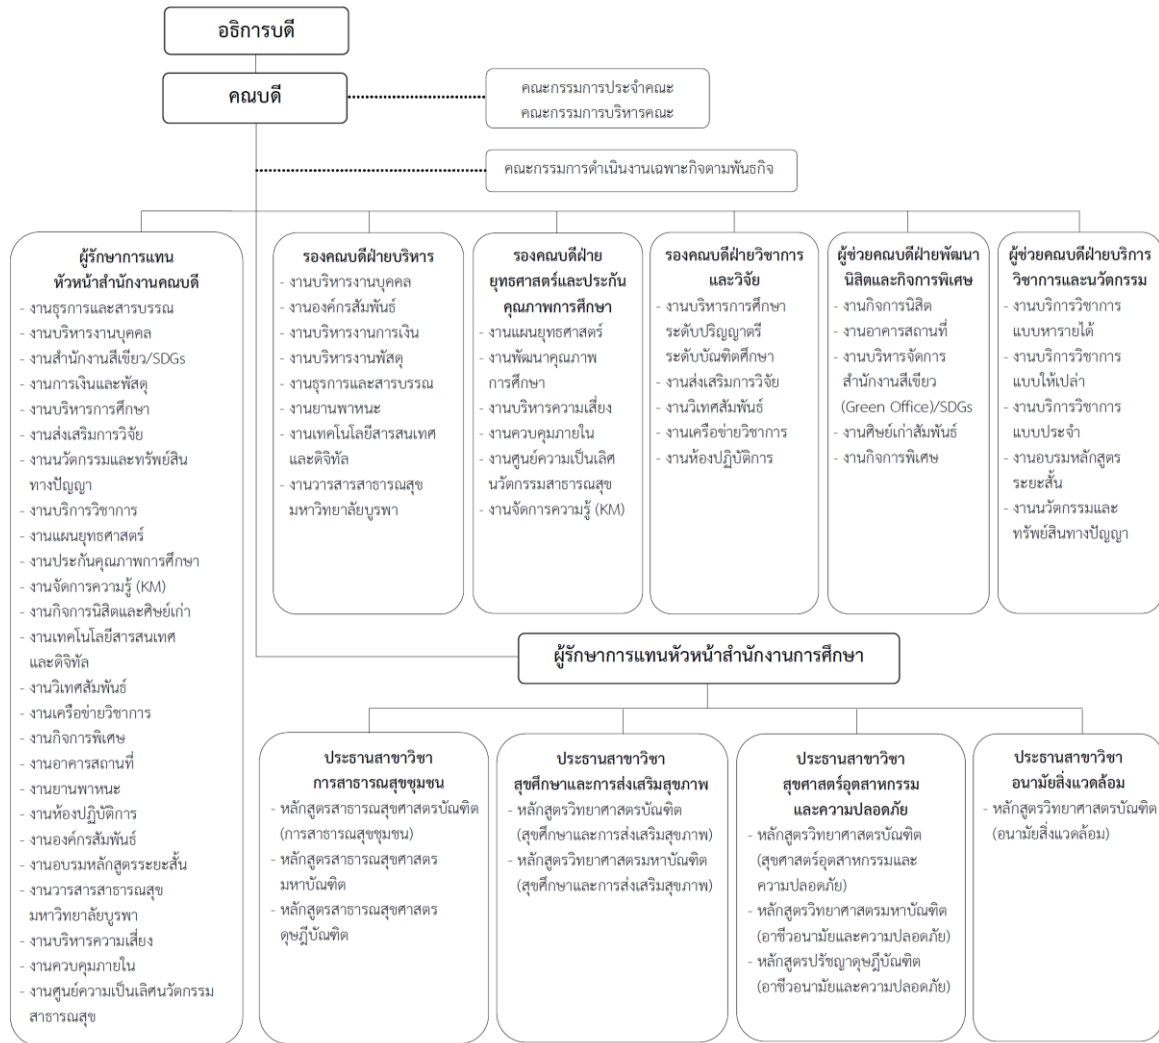 อธิการบดี
คณบดี
คณะกรรมการประจำคณะ
คณะกรรมการบริหารคณะ
คณะกรรมการดำเนินงานเฉพาะกิจตามพันธกิจ
ผู้รักษาการแทน
หัวหน้าสำนักงานคณบดี
- งานธุรการและสารบรรณ
- งานบริหารงานบุคคล
- งานสำนักงานสีเขียว/SDGs
- งานการเงินและพัสดุ
- งานบริหารการศึกษา
- งานส่งเสริมการวิจัย
- งานนวัตกรรมและทรัพย์สิน
ทางปัญญา
- งานบริการวิชาการ
- งานแผนยุทธศาสตร์
- งานประกันคุณภาพการศึกษา
- งานจัดการความรู้ (KM)
- งานกิจการนิสิตและศิษย์เก่า
- งานเทคโนโลยีสารสนเทศ
และดิจิทัล
- งานวิเทศสัมพันธ์
- งานเครือข่ายวิชาการ
- งานกิจการพิเศษ
- งานอาคารสถานที่
- งานยานพาหนะ
- งานห้องปฏิบัติการ
- งานองค์กรสัมพันธ์
- งานอบรมหลักสูตรระยะสั้น
- งานวารสารสาธารณสุข
มหาวิทยาลัยบูรพา
- งานบริหารความเสี่ยง
- งานควบคุมภายใน
- งานศูนย์ความเป็นเลิศนวัตกรรม
สาธารณสุข
รองคณบดีฝ่ายบริหาร
- งานบริหารงานบุคคล
- งานองค์กรสัมพันธ์
- งานบริหารงานการเงิน
- งานบริหารงานพัสดุ
- งานธุรการและสารบรรณ
- งานยานพาหนะ
- งานเทคโนโลยีสารสนเทศ
และดิจิทัล
- งานวารสารสาธารณสุข
มหาวิทยาลัยบูรพา
รองคณบดีฝ่าย
ยุทธศาสตร์และประกัน
คุณภาพการศึกษา
- งานแผนยุทธศาสตร์
- งานพัฒนาคุณภาพ
การศึกษา
- งานบริหารความเสี่ยง
- งานควบคุมภายใน
- งานศูนย์ความเป็นเลิศ
นวัตกรรมสาธารณสุข
- งานจัดการความรู้ (KM)
รองคณบดีฝ่ายวิชาการ
และวิจัย
- งานบริหารการศึกษา
ระดับปริญญาตรี
ระดับบัณฑิตศึกษา
- งานส่งเสริมการวิจัย
- งานวิเทศสัมพันธ์
- งานเครือข่ายวิชาการ
- งานห้องปฏิบัติการ
ผู้ช่วยคณบดีฝ่ายพัฒนา
นิสิตและกิจการพิเศษ
- งานกิจการนิสิต
- งานอาคารสถานที่
- งานบริหารจัดการ
สำนักงานสีเขียว
(Green Office)/SDGs
- งานศิษย์เก่าสัมพันธ์
- งานกิจการพิเศษ
ผู้ช่วยคณบดีฝ่ายบริการ
วิชาการและนวัตกรรม
- งานบริการวิชาการ
แบบหารายได้
- งานบริการวิชาการ
แบบให้เปล่า
- งานบริการวิชาการ
แบบประจำ
- งานอบรมหลักสูตร
ระยะสั้น
- งานนวัตกรรมและ
ทรัพย์สินทางปัญญา
ผู้รักษาการแทนหัวหน้าสำนักงานการศึกษา
ประธานสาขาวิชา
การสาธารณสุขชุมชน
- หลักสูตรสาธารณสุขศาสตรบัณฑิต
(การสาธารณสุขชุมชน)
- หลักสูตรสาธารณสุขศาสตร
มหาบัณฑิต
- หลักสูตรสาธารณสุขศาสตร
ดุษฎีบัณฑิต
ประธานสาขาวิชา
สุขศึกษาและการส่งเสริมสุขภาพ
- หลักสูตรวิทยาศาสตรบัณฑิต
(สุขศึกษาและการส่งเสริมสุขภาพ)
- หลักสูตรวิทยาศาสตรมหาบัณฑิต
(สุขศึกษาและการส่งเสริมสุขภาพ)
ประธานสาขาวิชา
สุขศาสตร์อุตสาหกรรม
และความปลอดภัย
- หลักสูตรวิทยาศาสตรบัณฑิต
(สุขศาสตร์อุตสาหกรรมและ
ความปลอดภัย)
- หลักสูตรวิทยาศาสตรมหาบัณฑิต
(อาชีวอนามัยและความปลอดภัย)
- หลักสูตรปรัชญาดุษฎีบัณฑิต
(อาชีวอนามัยและความปลอดภัย)
ประธานสาขาวิชา
อนามัยสิ่งแวดล้อม
- หลักสูตรวิทยาศาสตรบัณฑิต
(อนามัยสิ่งแวดล้อม)